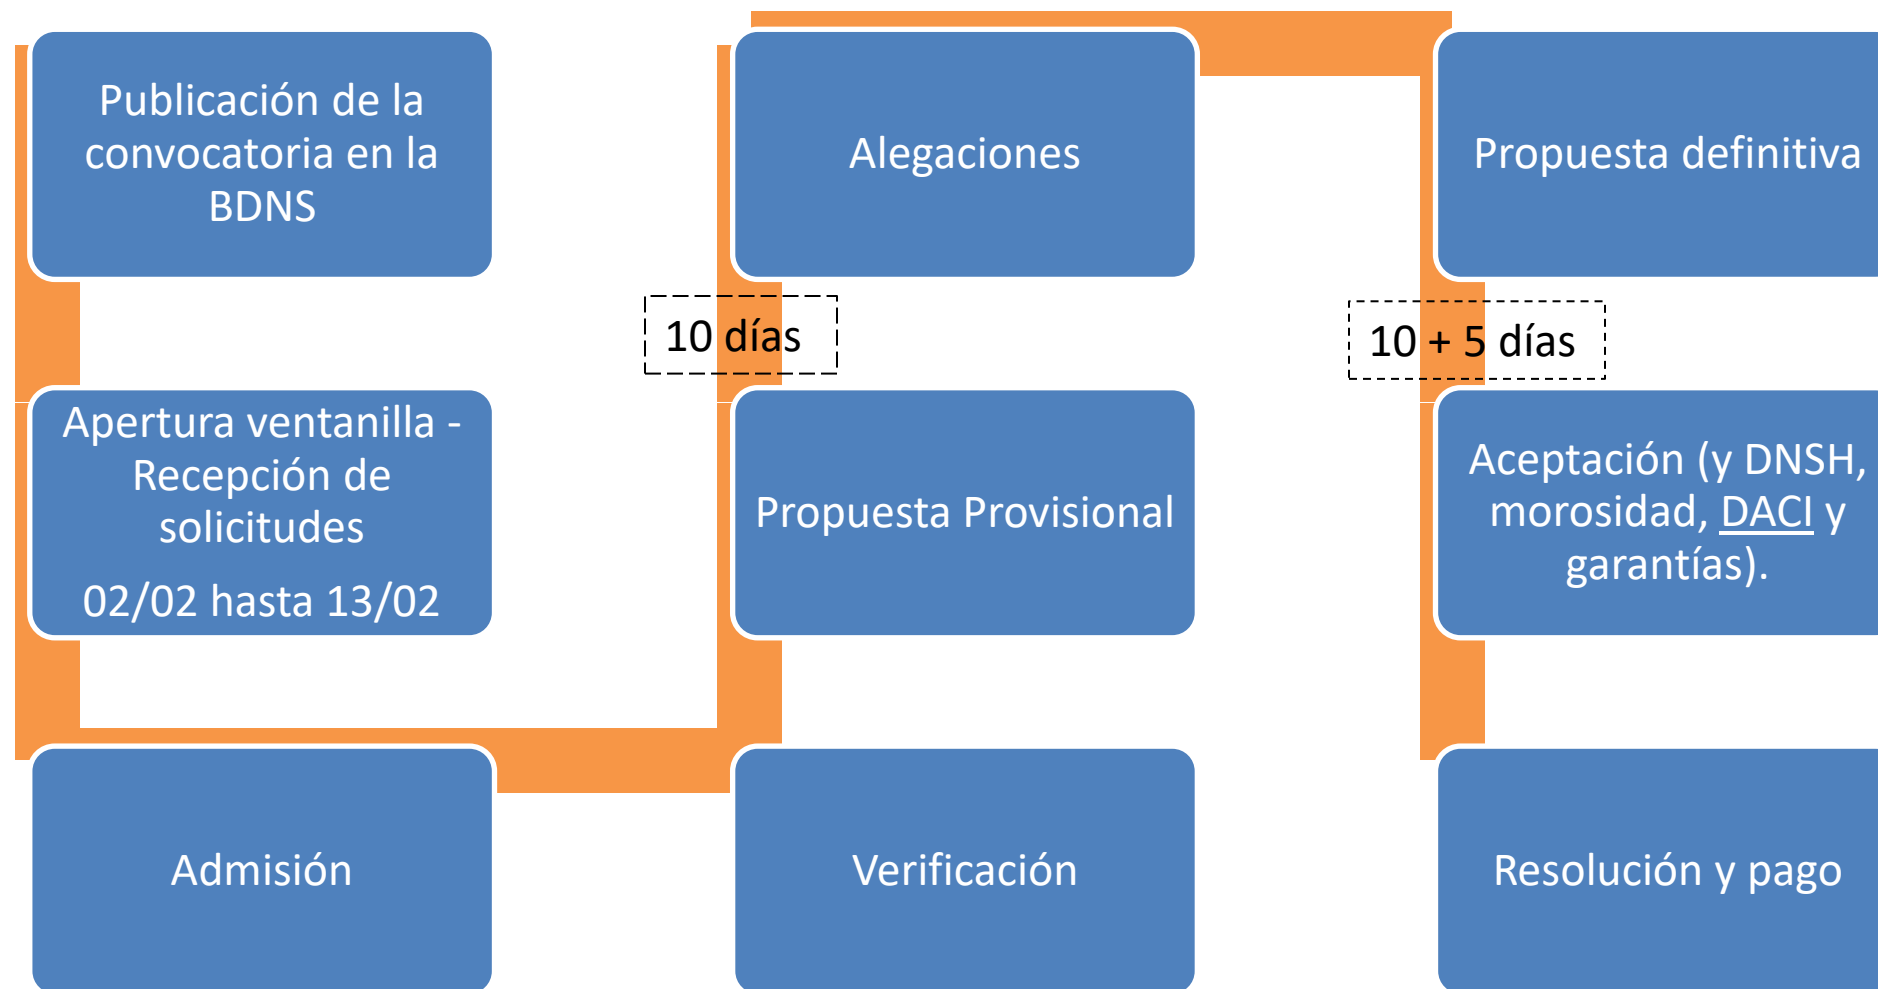 Publicación de la
convocatoria en la
BDNS
Apertura ventanilla -
Recepción de
solicitudes
02/02 hasta 13/02
Admisión
Verificación
Propuesta Provisional
10 días
Alegaciones
Propuesta definitiva
10 + 5 días
Aceptación (y DNSH,
morosidad, DACI y
garantías).
Resolución y pago